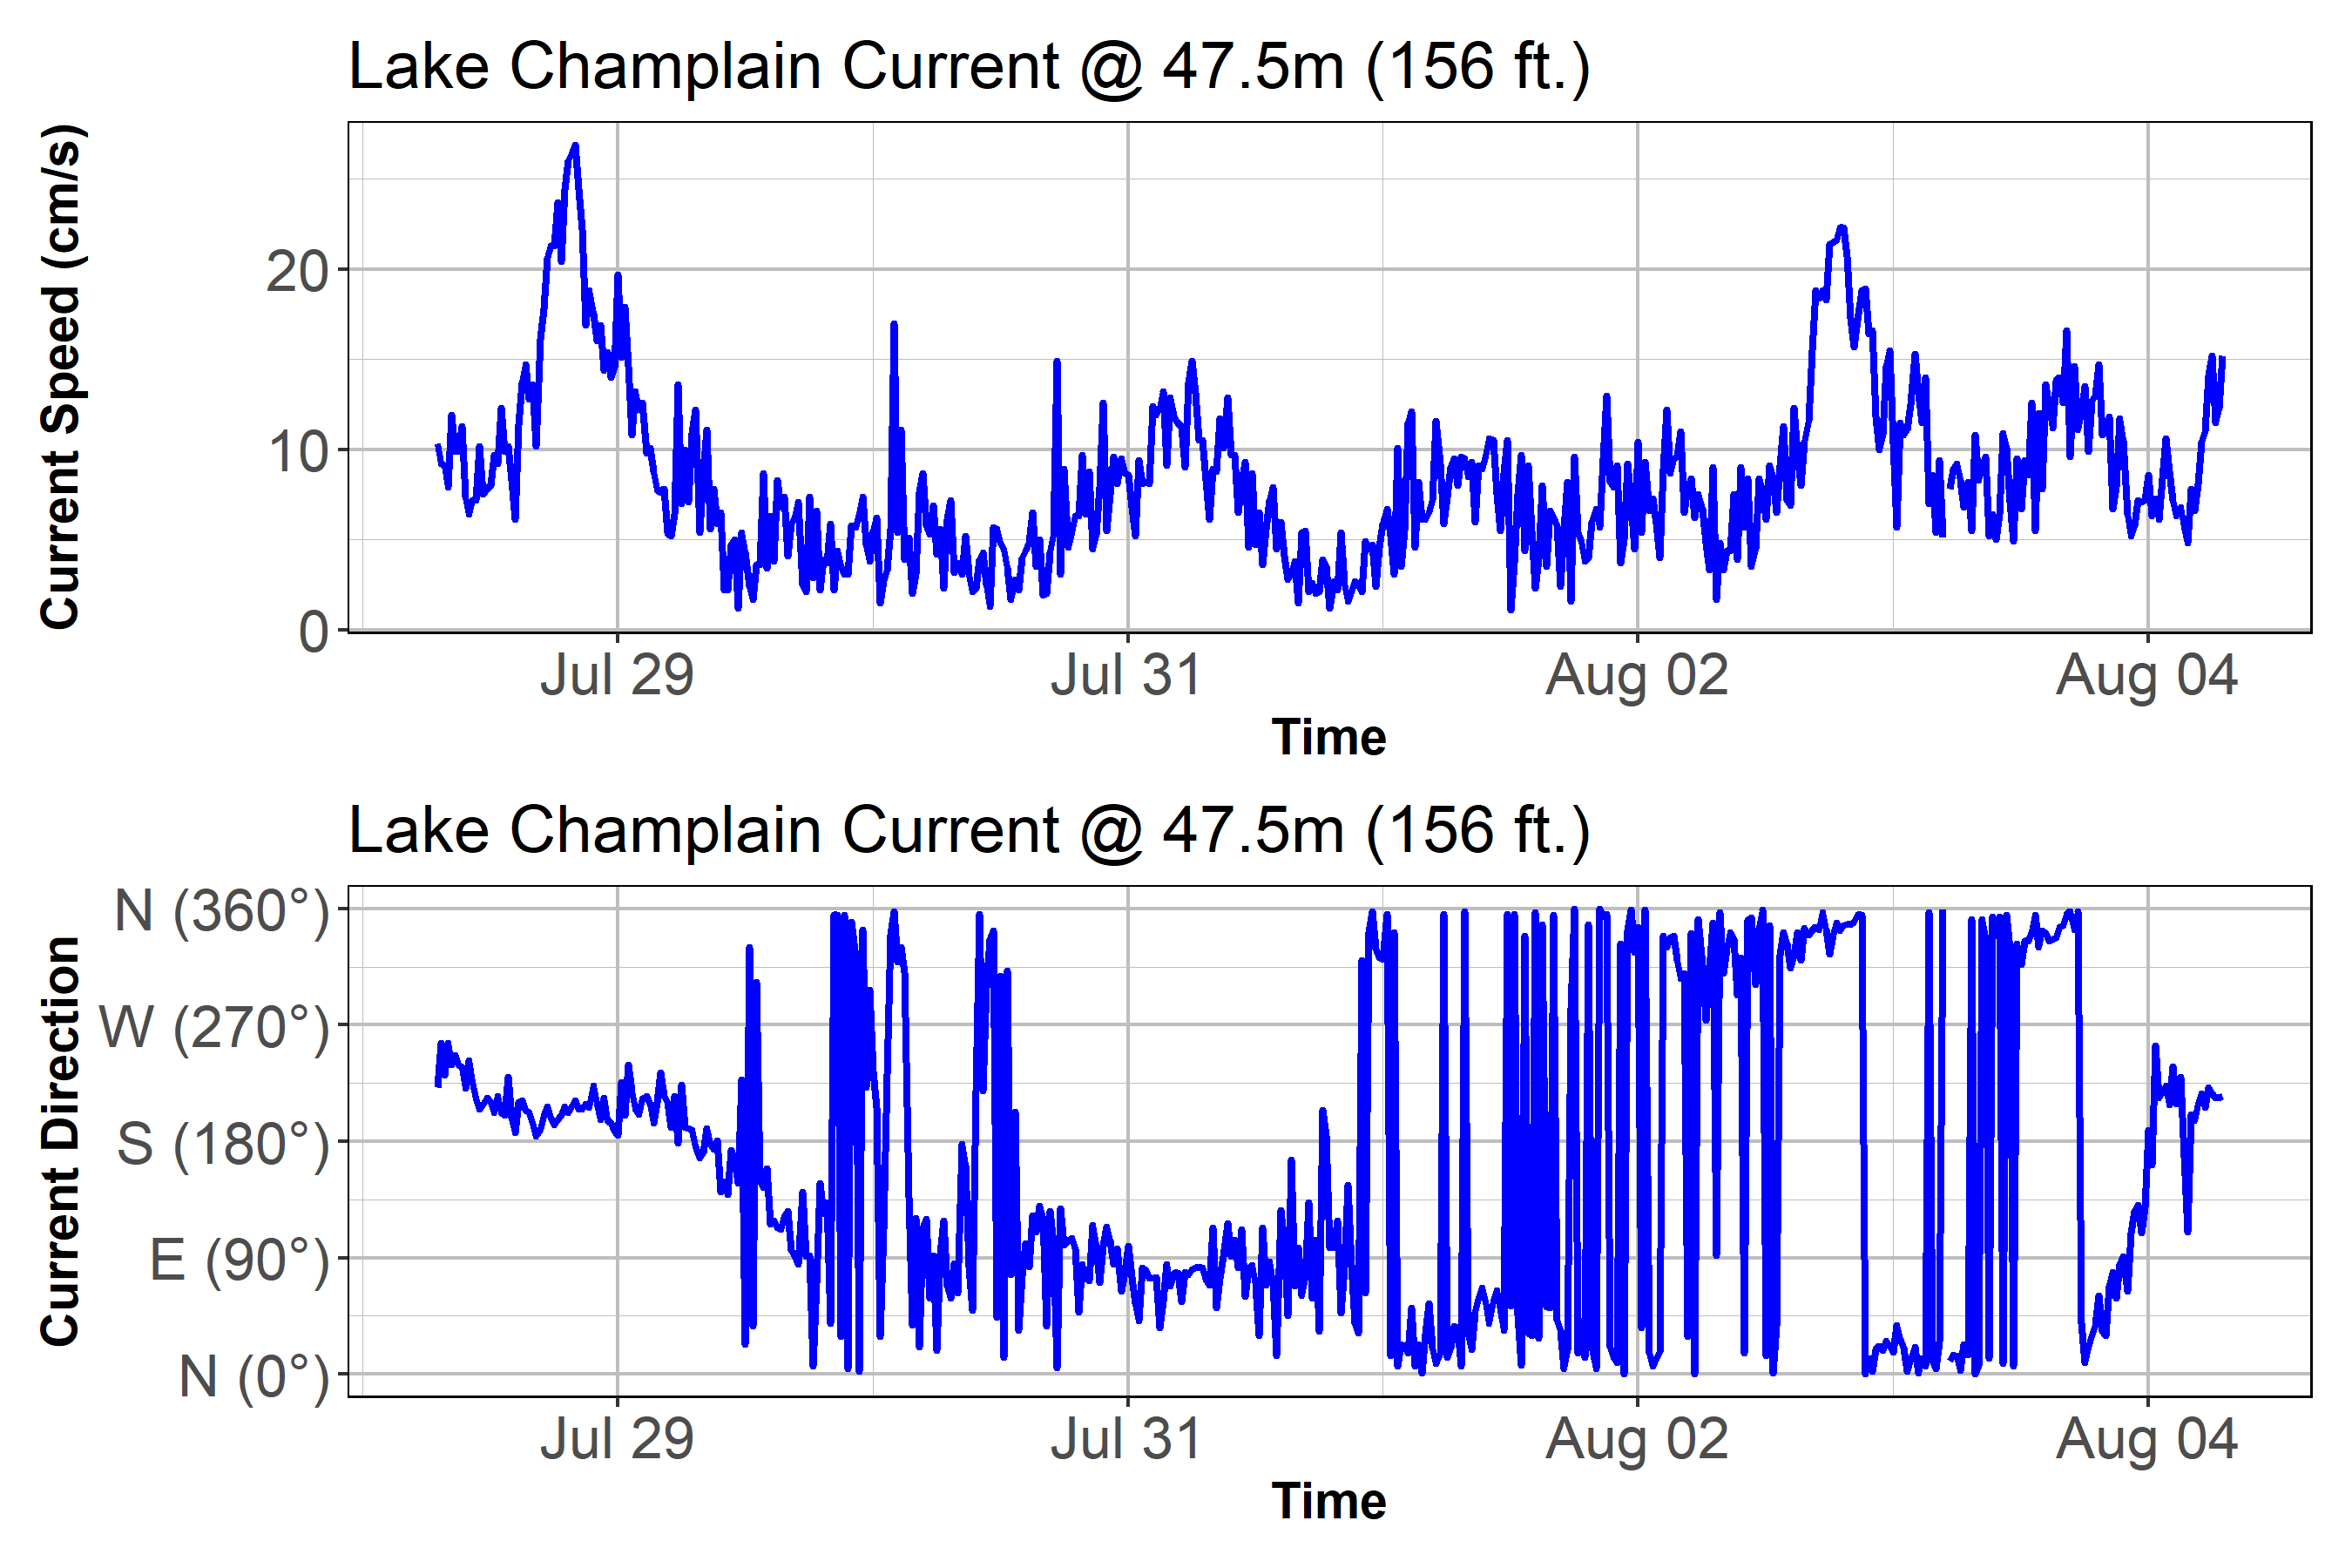 Lake Champlain Current @ 47.5m (156 ft.)
Current Speed (cm/s)
20
10
0
Jul 29 Jul 31 Aug 02 Aug 04
Time
Lake Champlain Current @ 47.5m (156 ft.)
Current Direction
N (360°)
W (270°)
S (180°)
E (90°)
N (0°)
Jul 29 Jul 31 Aug 02 Aug 04
Time